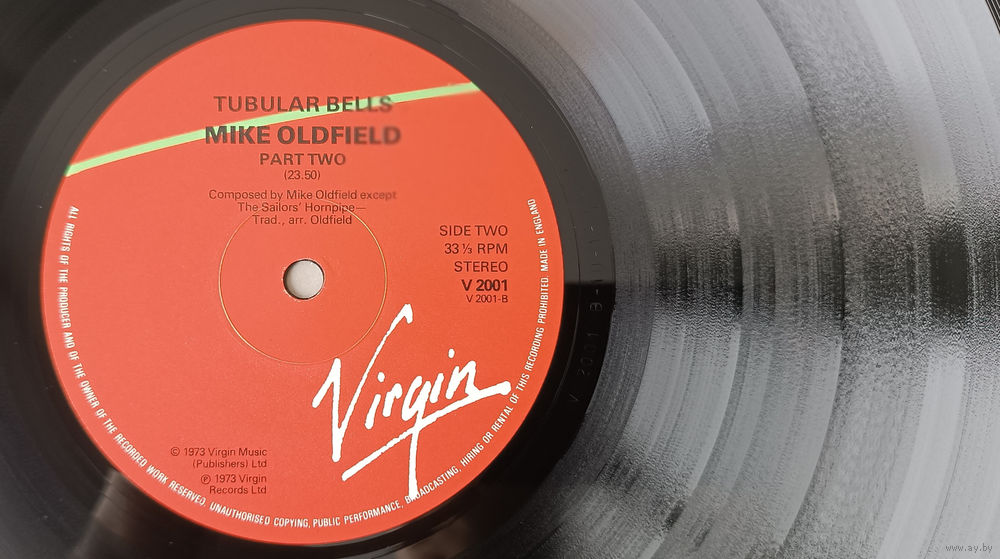 TUBULAR BELLS
MIKE OLDFIELD
PART TWO
(23.50)
Composed by Mike Oldfield except
The Sailors' Hornpipe—
Trad., arr. Oldfield
SIDE TWO
33⅓ RPM
STEREO
V 2001
V 2001-B
Virgin
© 1973 Virgin Music
(Publishers) Ltd
℗ 1973 Virgin
Records Ltd
ALL RIGHTS OF THE PRODUCER AND OF THE OWNER OF THE RECORDED WORK RESERVED. UNAUTHORISED COPYING, PUBLIC PERFORMANCE, BROADCASTING, HIRING OR RENTAL OF THIS RECORDING PROHIBITED. MADE IN ENGLAND
www.ay.by